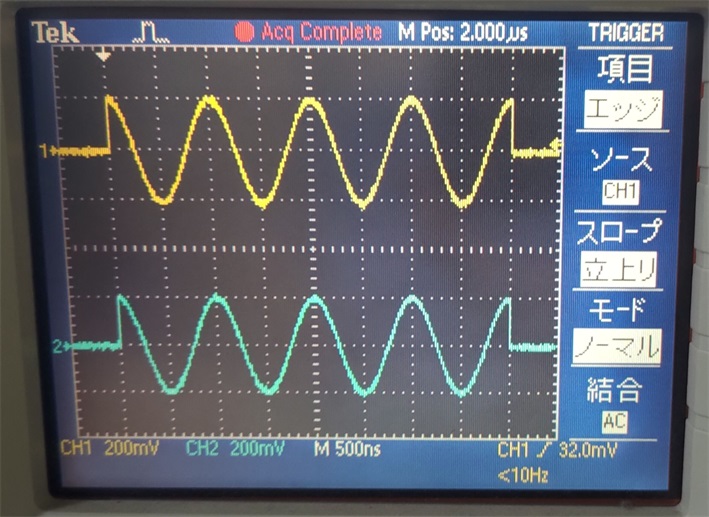 Tek
Acq Complete
M Pos: 2.000µs
TRIGGER
項目
エッジ
ソース
CH1
スロープ
立上り
モード
ノーマル
結合
AC
1
2
CH1 200mV
CH2 200mV
M 500ns
CH1
32.0mV
<10Hz